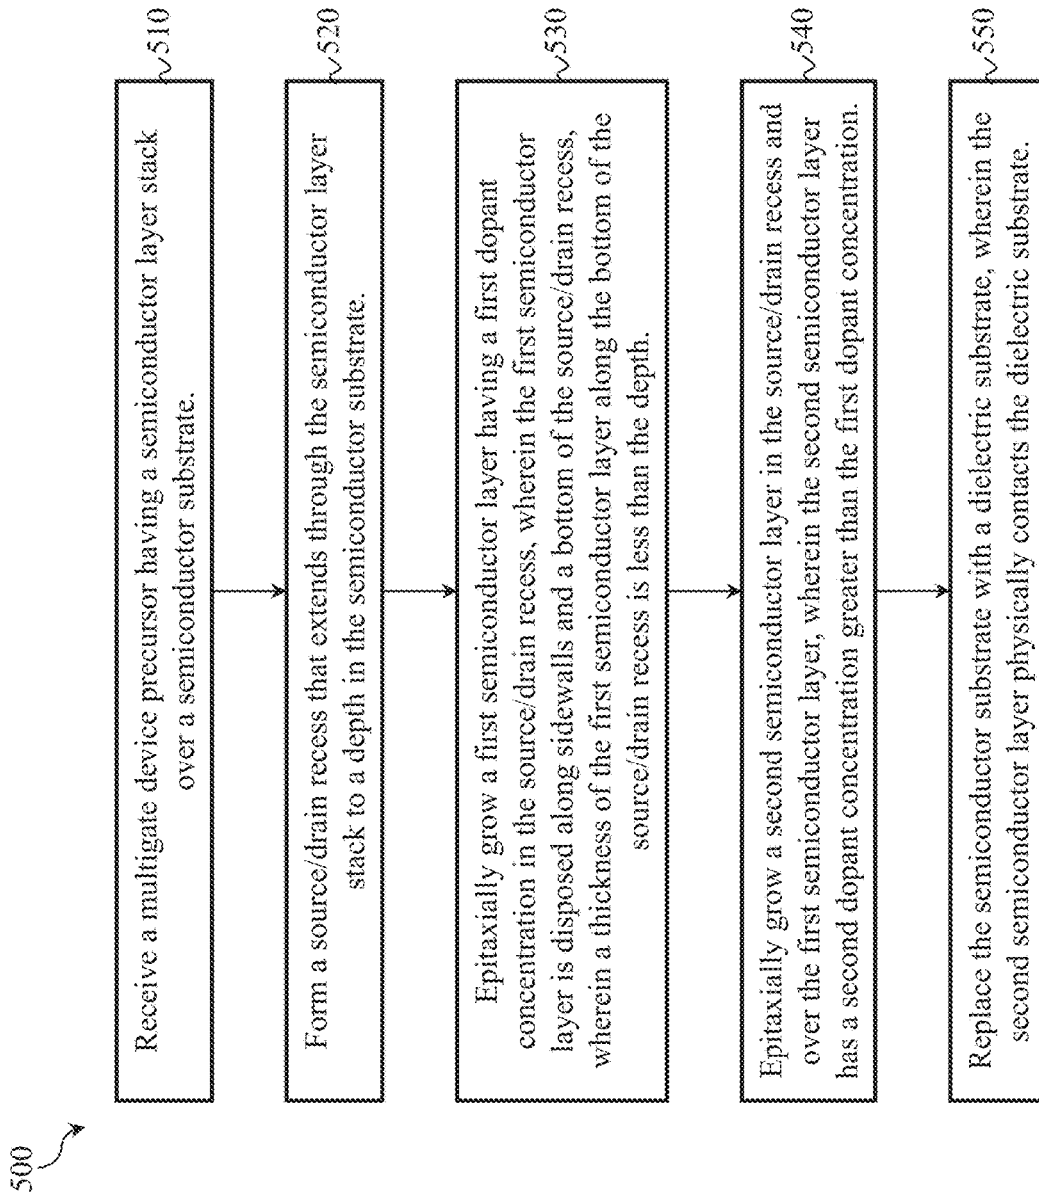 500
Receive a multigate device precursor having a semiconductor layer stack
over a semiconductor substrate.
510
Form a source/drain recess that extends through the semiconductor layer
stack to a depth in the semiconductor substrate.
520
Epitaxially grow a first semiconductor layer having a first dopant
concentration in the source/drain recess, wherein the first semiconductor
layer is disposed along sidewalls and a bottom of the source/drain recess,
wherein a thickness of the first semiconductor layer along the bottom of the
source/drain recess is less than the depth.
530
Epitaxially grow a second semiconductor layer in the source/drain recess and
over the first semiconductor layer, wherein the second semiconductor layer
has a second dopant concentration greater than the first dopant concentration.
540
Replace the semiconductor substrate with a dielectric substrate, wherein the
second semiconductor layer physically contacts the dielectric substrate.
550